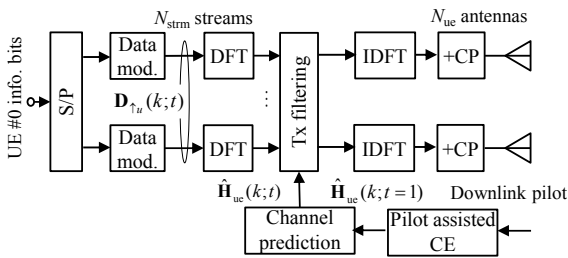 N_strm streams
N_ue antennas
UE #0 info. bits
S/P
Data mod.
D_↑u(k;t)
DFT
⋮
Tx filtering
IDFT
+CP
Data mod.
DFT
IDFT
+CP
Ĥ_ue(k;t)
Ĥ_ue(k;t=1)
Downlink pilot
Channel prediction
Pilot assisted CE